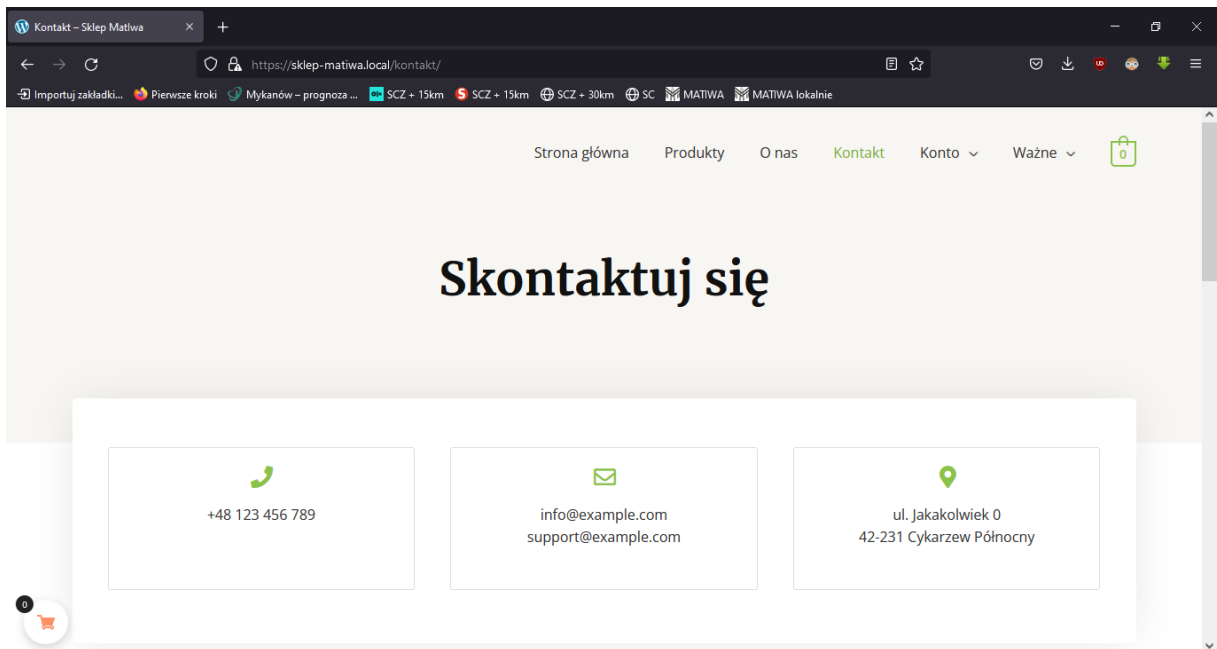 Kontakt – Sklep MatIwa
https://sklep-matiwa.local/kontakt/
Importuj zakładki... Pierwsze kroki Mykanów – prognoza ... SCZ + 15km SCZ + 15km SCZ + 30km SC MATIWA MATIWA lokalnie
Strona główna Produkty O nas Kontakt Konto Ważne 0
Skontaktuj się
+48 123 456 789
info@example.com
support@example.com
ul. Jakakolwiek 0
42-231 Cykarzew Północny
0